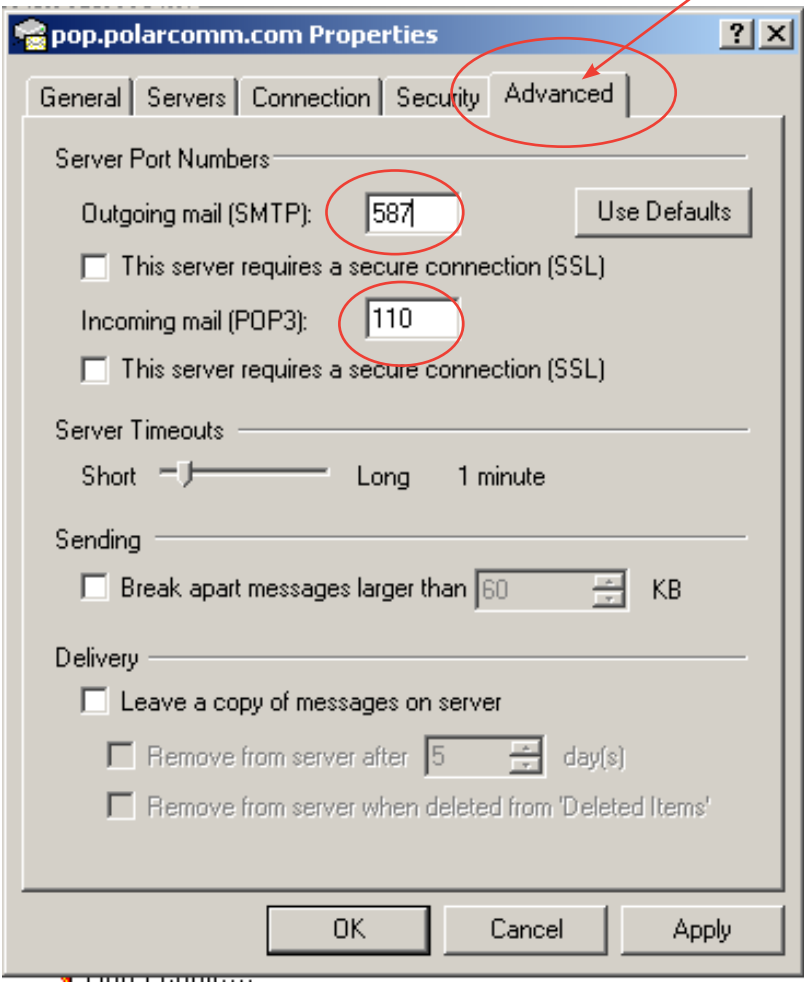 pop.polarcomm.com Properties ? X
General Servers Connection Security Advanced
Server Port Numbers
Outgoing mail (SMTP): 587 Use Defaults
This server requires a secure connection (SSL)
Incoming mail (POP3): 110
This server requires a secure connection (SSL)
Server Timeouts
Short Long 1 minute
Sending
Break apart messages larger than 60 KB
Delivery
Leave a copy of messages on server
Remove from server after 5 day(s)
Remove from server when deleted from 'Deleted Items'
OK Cancel Apply